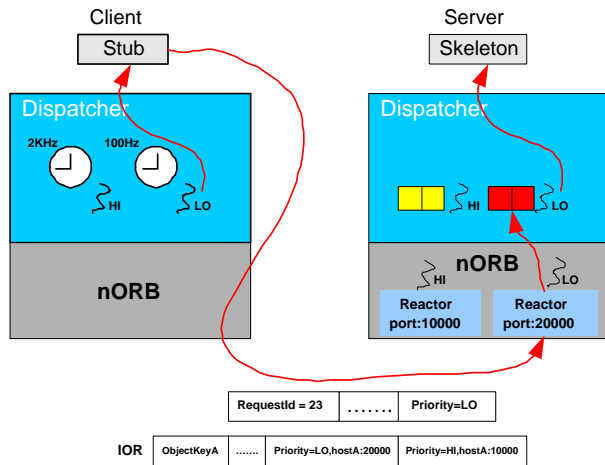 Client
Server
Stub
Skeleton
Dispatcher
Dispatcher
2KHz
100Hz
HI
LO
HI
LO
nORB
nORB
HI
LO
Reactor
port:10000
Reactor
port:20000
RequestId = 23
.......
Priority=LO
IOR
ObjectKeyA
.......
Priority=LO,hostA:20000
Priority=HI,hostA:10000